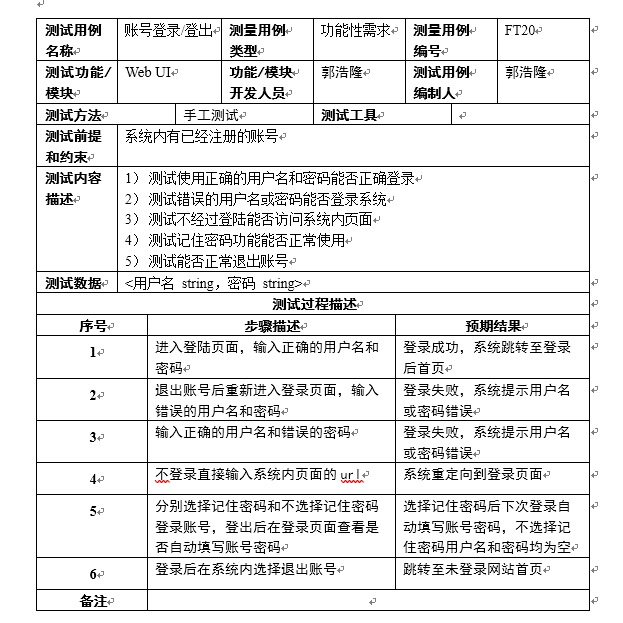 测试用例名称 账号登录/登出 测量用例类型 功能性需求 测量用例编号 FT20
测试功能/模块 Web UI 功能/模块开发人员 郭浩隆 测试用例编制人 郭浩隆
测试方法 手工测试 测试工具
测试前提和约束 系统内有已经注册的账号
测试内容描述
1） 测试使用正确的用户名和密码能否正确登录
2） 测试错误的用户名或密码能否登录系统
3） 测试不经过登陆能否访问系统内页面
4） 测试记住密码功能能否正常使用
5） 测试能否正常退出账号
测试数据 <用户名 string，密码 string>
测试过程描述
序号 步骤描述 预期结果
1 进入登陆页面，输入正确的用户名和密码 登录成功，系统跳转至登录后首页
2 退出账号后重新进入登录页面，输入错误的用户名和密码 登录失败，系统提示用户名或密码错误
3 输入正确的用户名和错误的密码 登录失败，系统提示用户名或密码错误
4 不登录直接输入系统内页面的 url 系统重定向到登录页面
5 分别选择记住密码和不选择记住密码登录账号，登出后在登录页面查看是否自动填写账号密码 选择记住密码后下次登录自动填写账号密码，不选择记住密码用户名和密码均为空
6 登录后在系统内选择退出账号 跳转至未登录网站首页
备注